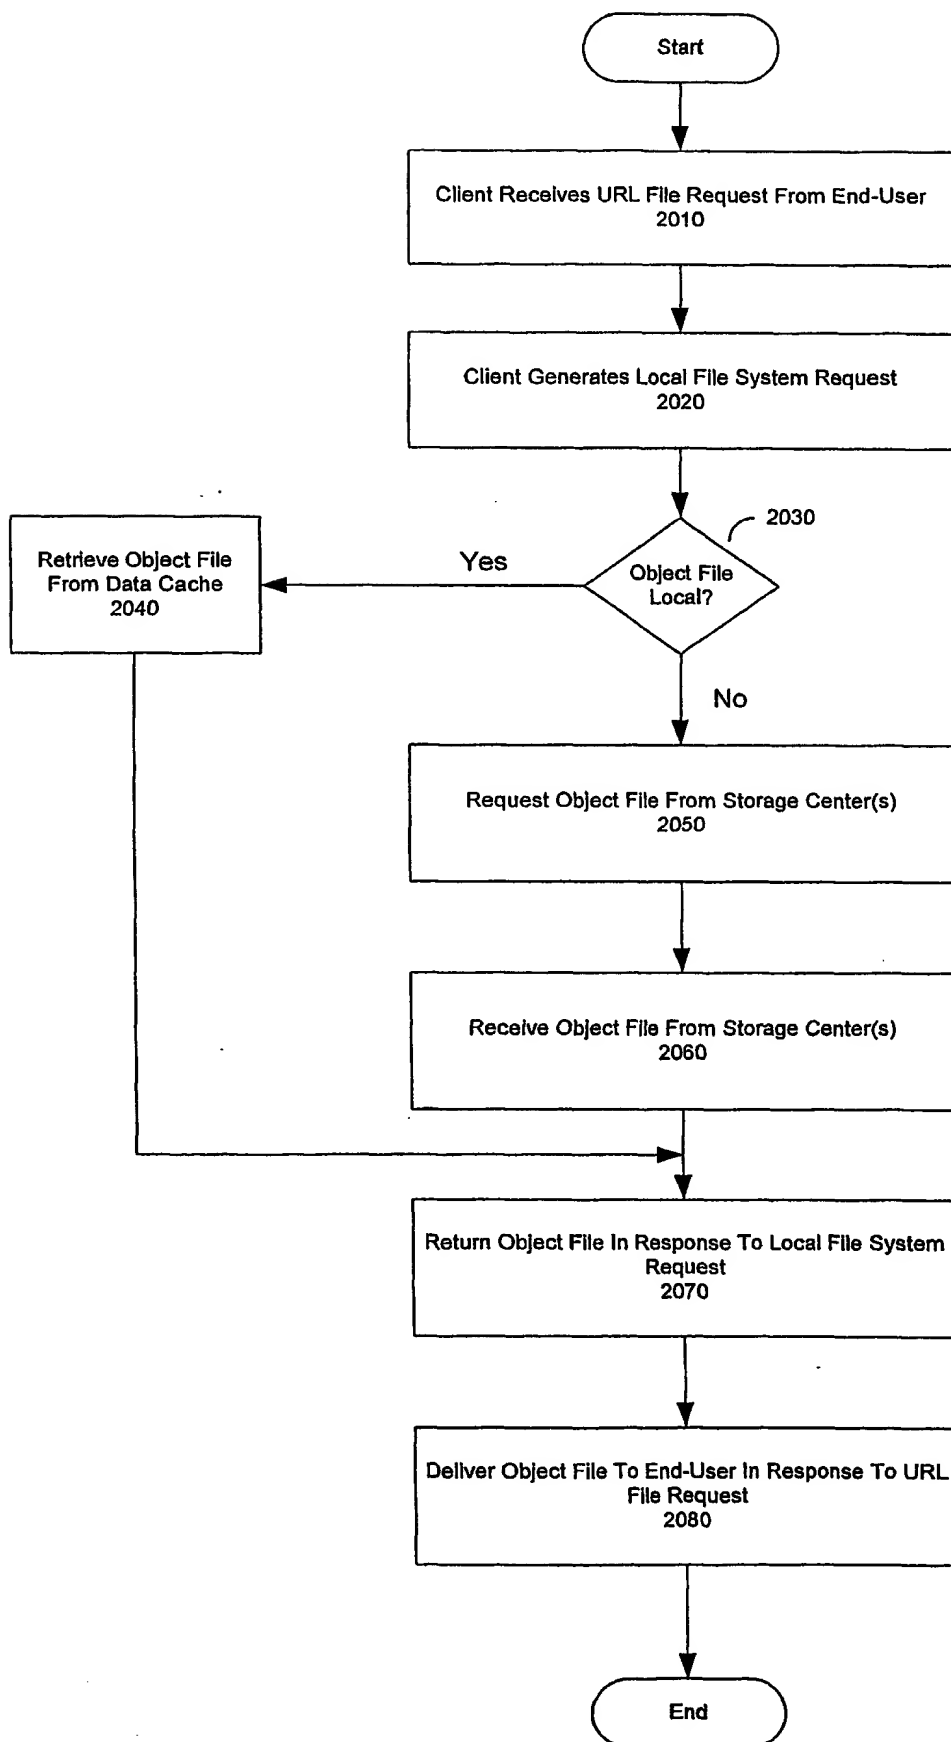 Start
Client Receives URL File Request From End-User
2010
Client Generates Local File System Request
2020
2030
Object File
Local?
Yes
Retrieve Object File
From Data Cache
2040
No
Request Object File From Storage Center(s)
2050
Receive Object File From Storage Center(s)
2060
Return Object File In Response To Local File System
Request
2070
Deliver Object File To End-User In Response To URL
File Request
2080
End